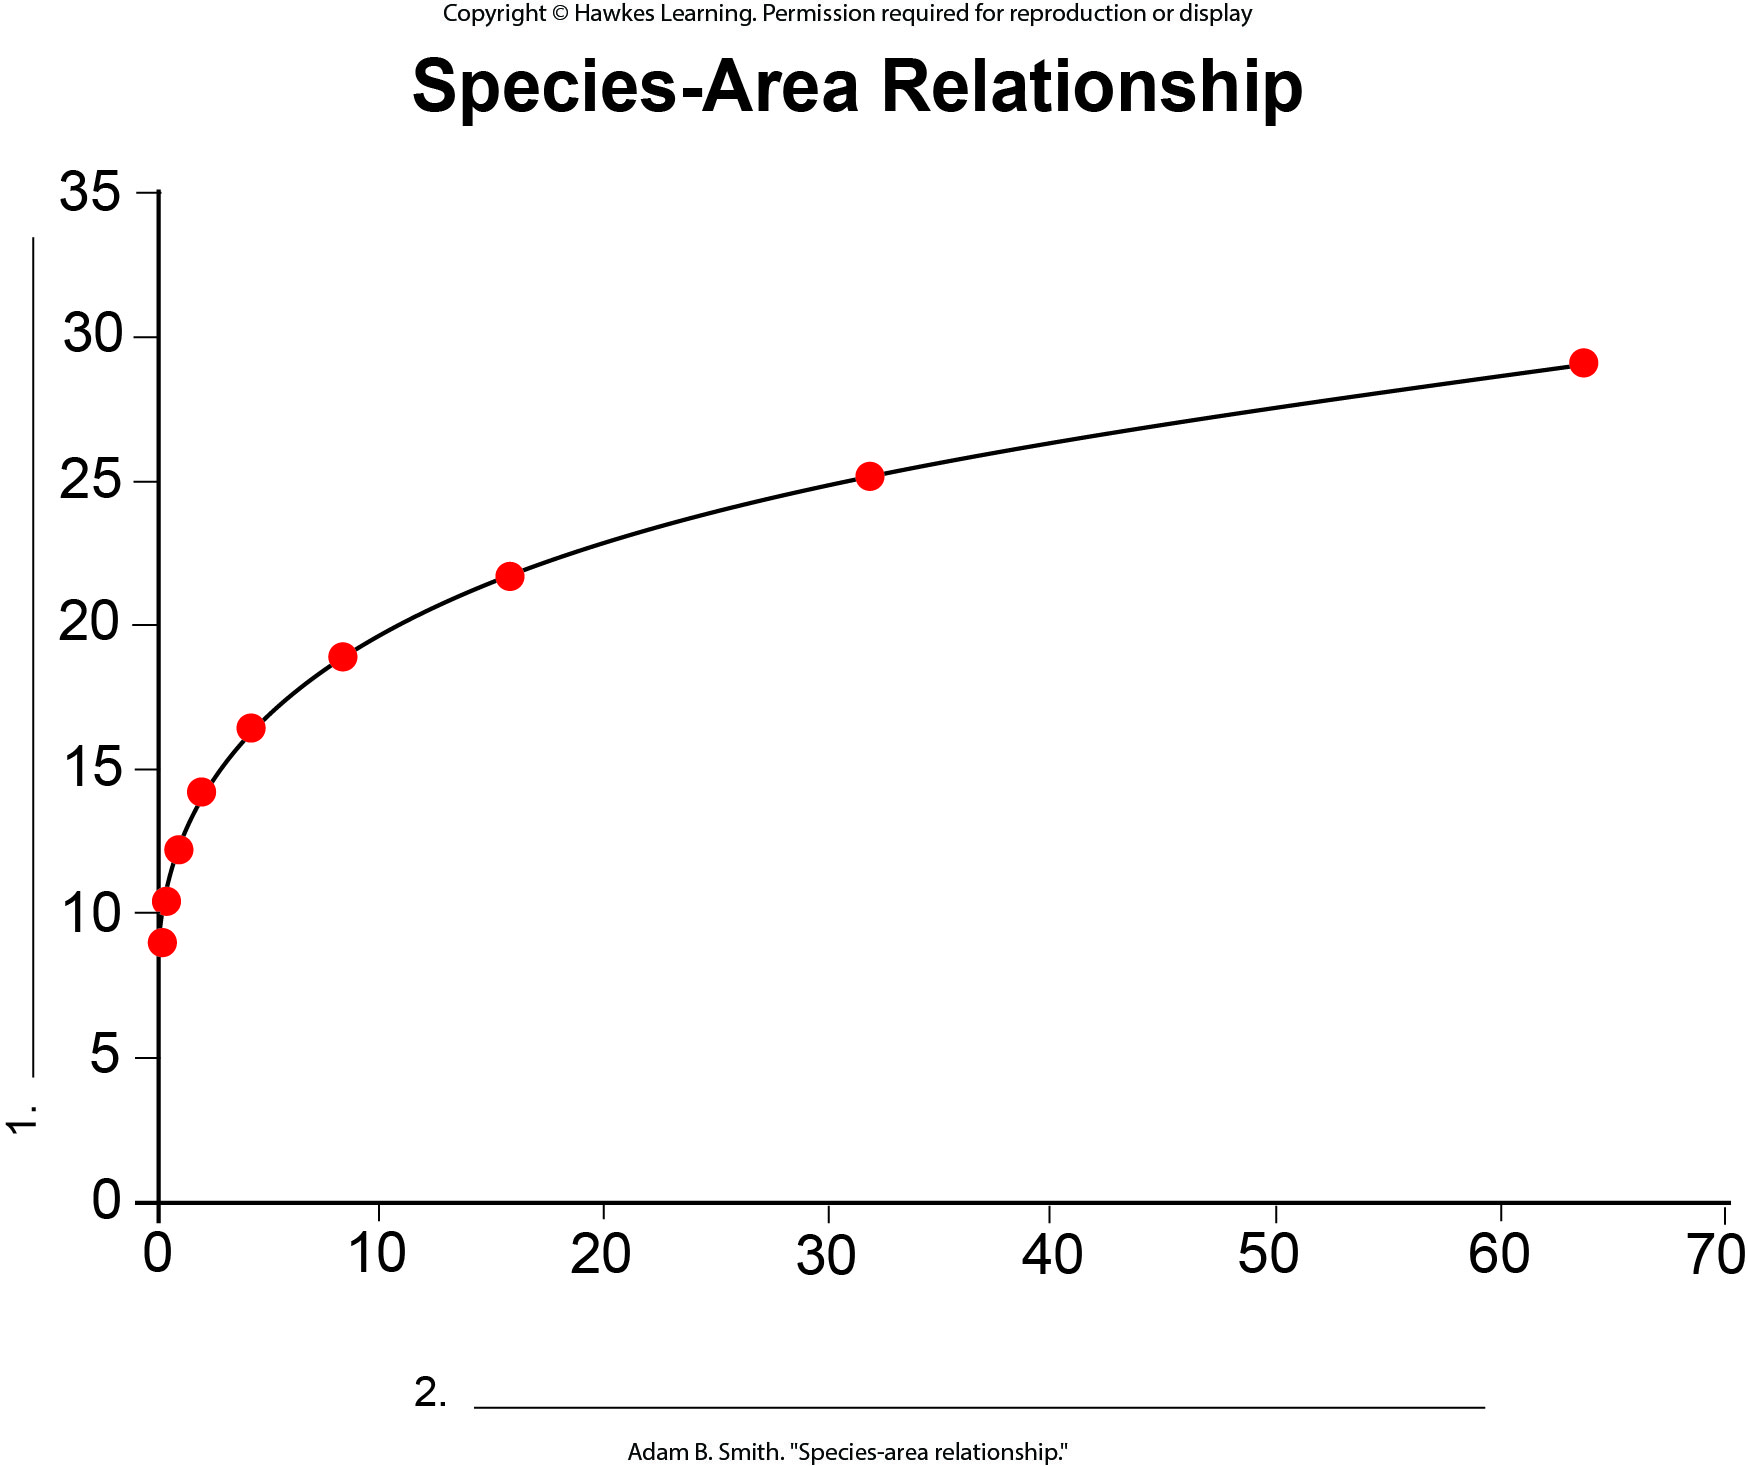 Copyright © Hawkes Learning. Permission required for reproduction or display
Species-Area Relationship
35
30
25
20
15
10
5
0
1.
0 10 20 30 40 50 60 70
2.
Adam B. Smith. "Species-area relationship."